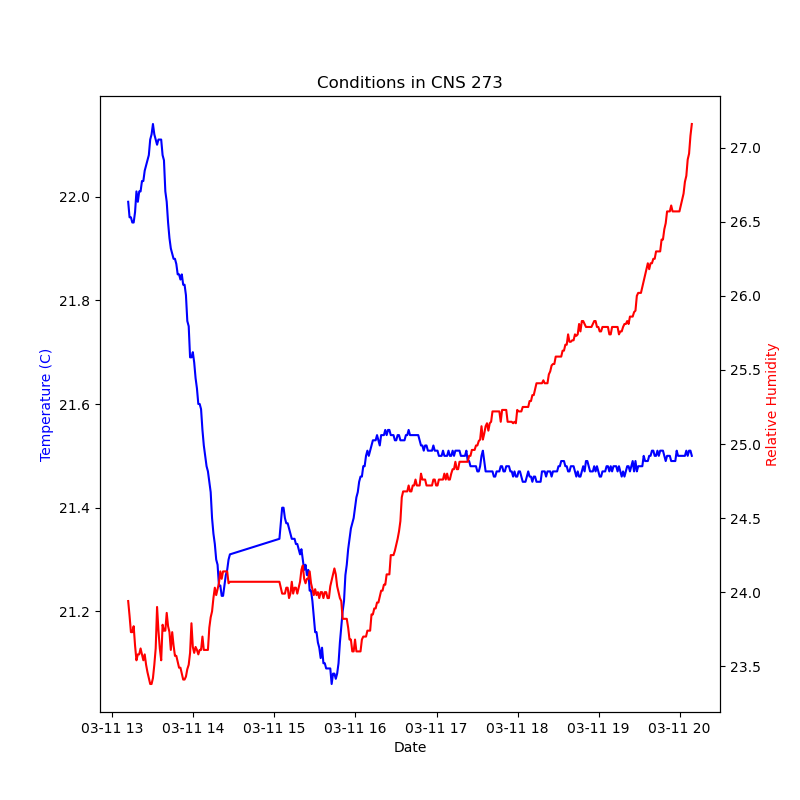 Conditions in CNS 273
22.0
21.8
21.6
21.4
21.2
Temperature (C)
27.0
26.5
26.0
25.5
25.0
24.5
24.0
23.5
Relative Humidity
03-11 13 03-11 14 03-11 15 03-11 16 03-11 17 03-11 18 03-11 19 03-11 20
Date